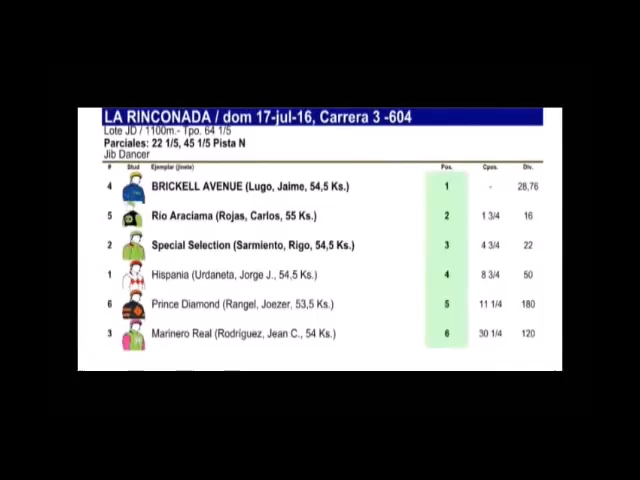 LA RINCONADA / dom 17-jul-16, Carrera 3 -604
Lote JD / 1100m.- Tpo. 64 1/5
Parciales: 22 1/5, 45 1/5 Pista N
Jib Dancer
# Stud Ejemplar (Jinete) Pos. Cpos. Div.
4 BRICKELL AVENUE (Lugo, Jaime, 54,5 Ks.) 1 - 28,76
5 Rio Araciama (Rojas, Carlos, 55 Ks.) 2 1 3/4 16
2 Special Selection (Sarmiento, Rigo, 54,5 Ks.) 3 4 3/4 22
1 Hispania (Urdaneta, Jorge J., 54,5 Ks.) 4 8 3/4 50
6 Prince Diamond (Rangel, Joezer, 53,5 Ks.) 5 11 1/4 180
3 Marinero Real (Rodríguez, Jean C., 54 Ks.) 6 30 1/4 120